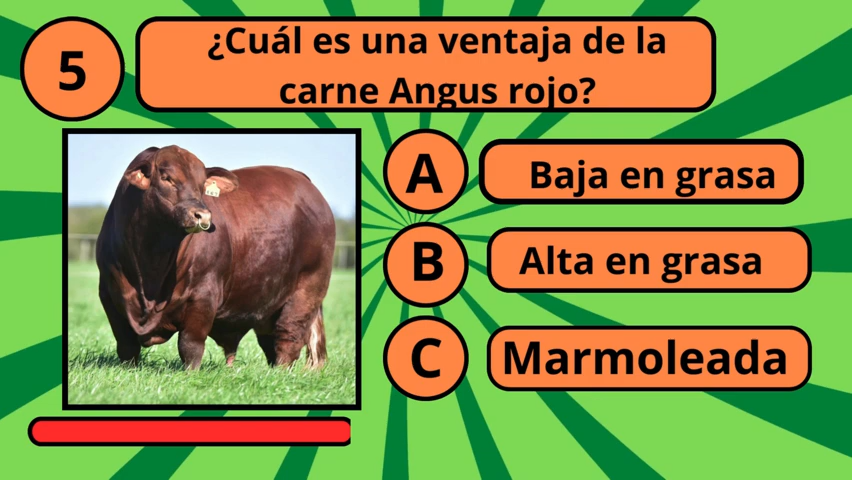 5
¿Cuál es una ventaja de la
carne Angus rojo?
A
Baja en grasa
B
Alta en grasa
C
Marmoleada